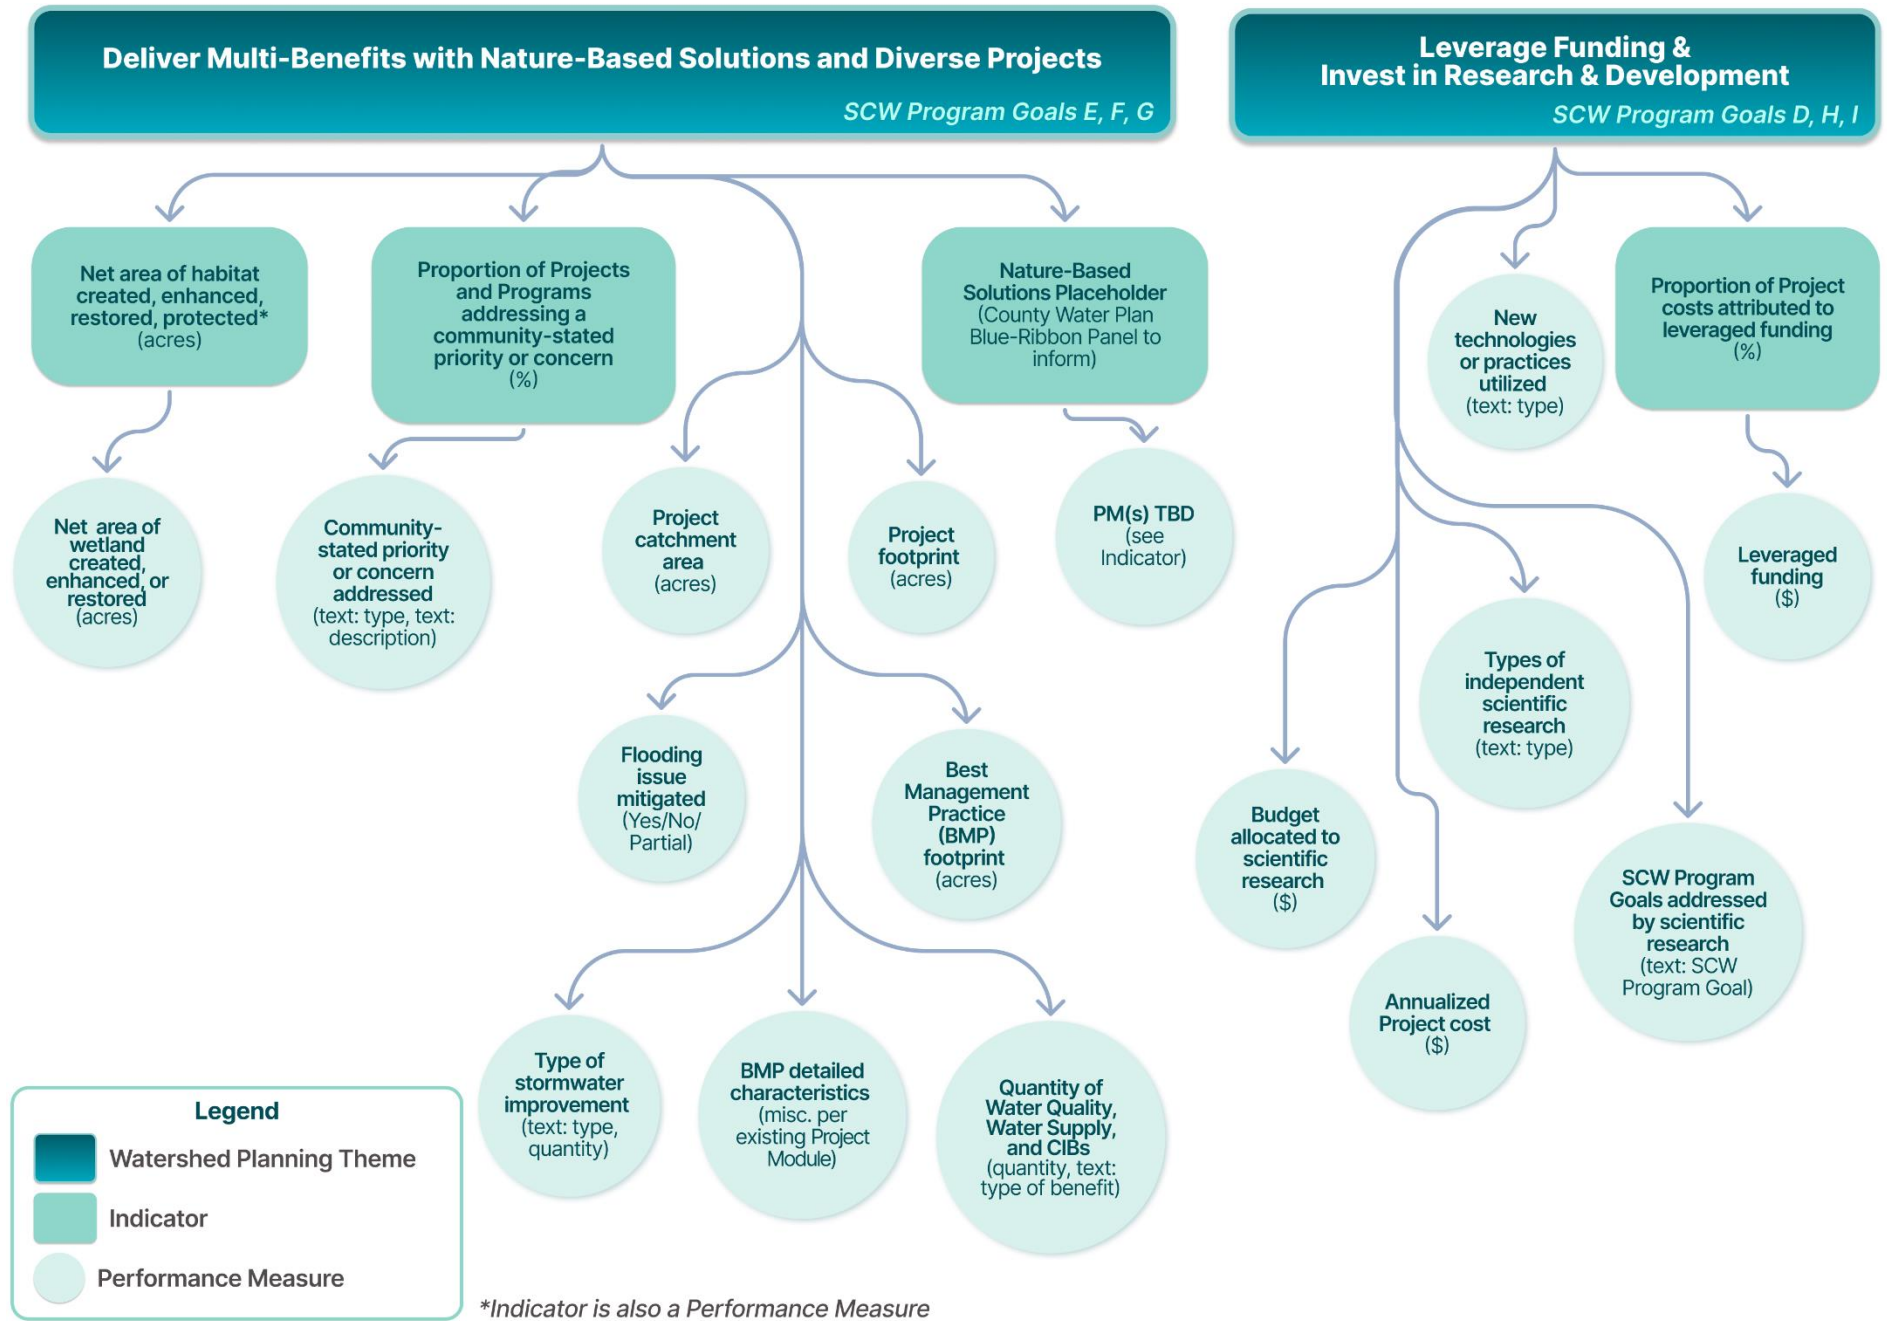 Deliver Multi-Benefits with Nature-Based Solutions and Diverse Projects
SCW Program Goals E, F, G
Leverage Funding &
Invest in Research & Development
SCW Program Goals D, H, I
Net area of habitat
created, enhanced,
restored, protected*
(acres)
Proportion of Projects
and Programs
addressing a
community-stated
priority or concern
(%)
Nature-Based
Solutions Placeholder
(County Water Plan
Blue-Ribbon Panel to
inform)
New
technologies
or practices
utilized
(text: type)
Proportion of Project
costs attributed to
leveraged funding
(%)
Net area of
wetland
created,
enhanced, or
restored
(acres)
Community-
stated priority
or concern
addressed
(text: type, text:
description)
Project
catchment
area
(acres)
Project
footprint
(acres)
PM(s) TBD
(see
Indicator)
Leveraged
funding
($)
Types of
independent
scientific
research
(text: type)
Flooding
issue
mitigated
(Yes/No/
Partial)
Best
Management
Practice
(BMP)
footprint
(acres)
Budget
allocated to
scientific
research
($)
SCW Program
Goals addressed
by scientific
research
(text: SCW
Program Goal)
Annualized
Project cost
($)
Type of
stormwater
improvement
(text: type,
quantity)
BMP detailed
characteristics
(misc. per
existing Project
Module)
Quantity of
Water Quality,
Water Supply,
and CIBs
(quantity, text:
type of benefit)
Legend
Watershed Planning Theme
Indicator
Performance Measure
*Indicator is also a Performance Measure